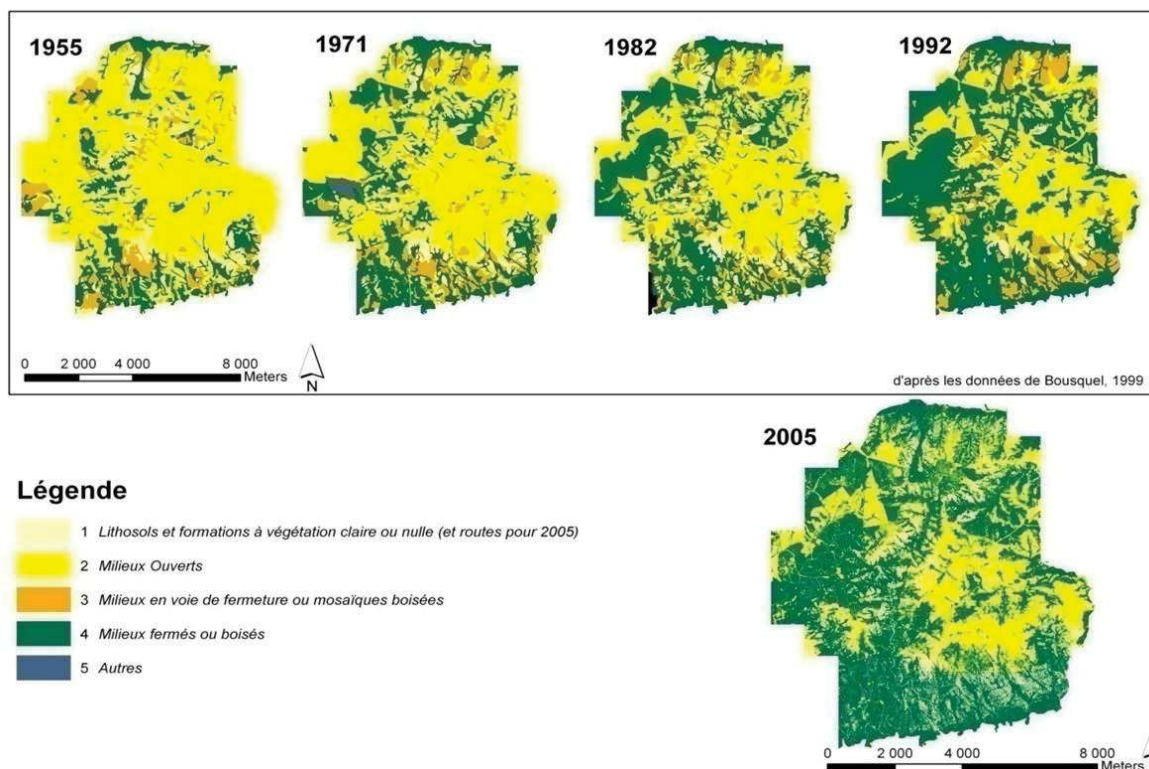 1955
1971
1982
1992
0 2 000 4 000 8 000
Meters
N
d'après les données de Bousquel, 1999
2005
Légende
1 Lithosols et formations à végétation claire ou nulle (et routes pour 2005)
2 Milieux Ouverts
3 Milieux en voie de fermeture ou mosaïques boisées
4 Milieux fermés ou boisés
5 Autres
0 2 000 4 000 8 000
Meters